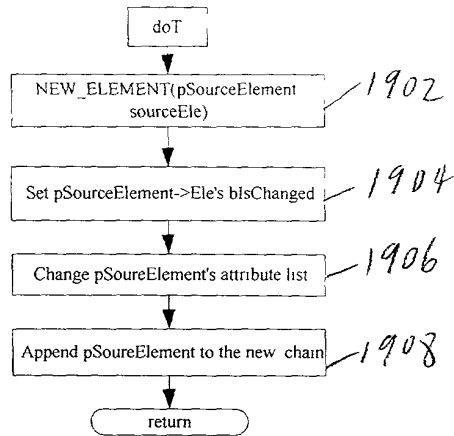 doT
NEW_ELEMENT(pSourceElement
sourceEle)
1902
Set pSourceElement->Ele's bIsChanged
1904
Change pSoureElement's attribute list
1906
Append pSoureElement to the new chain
1908
return